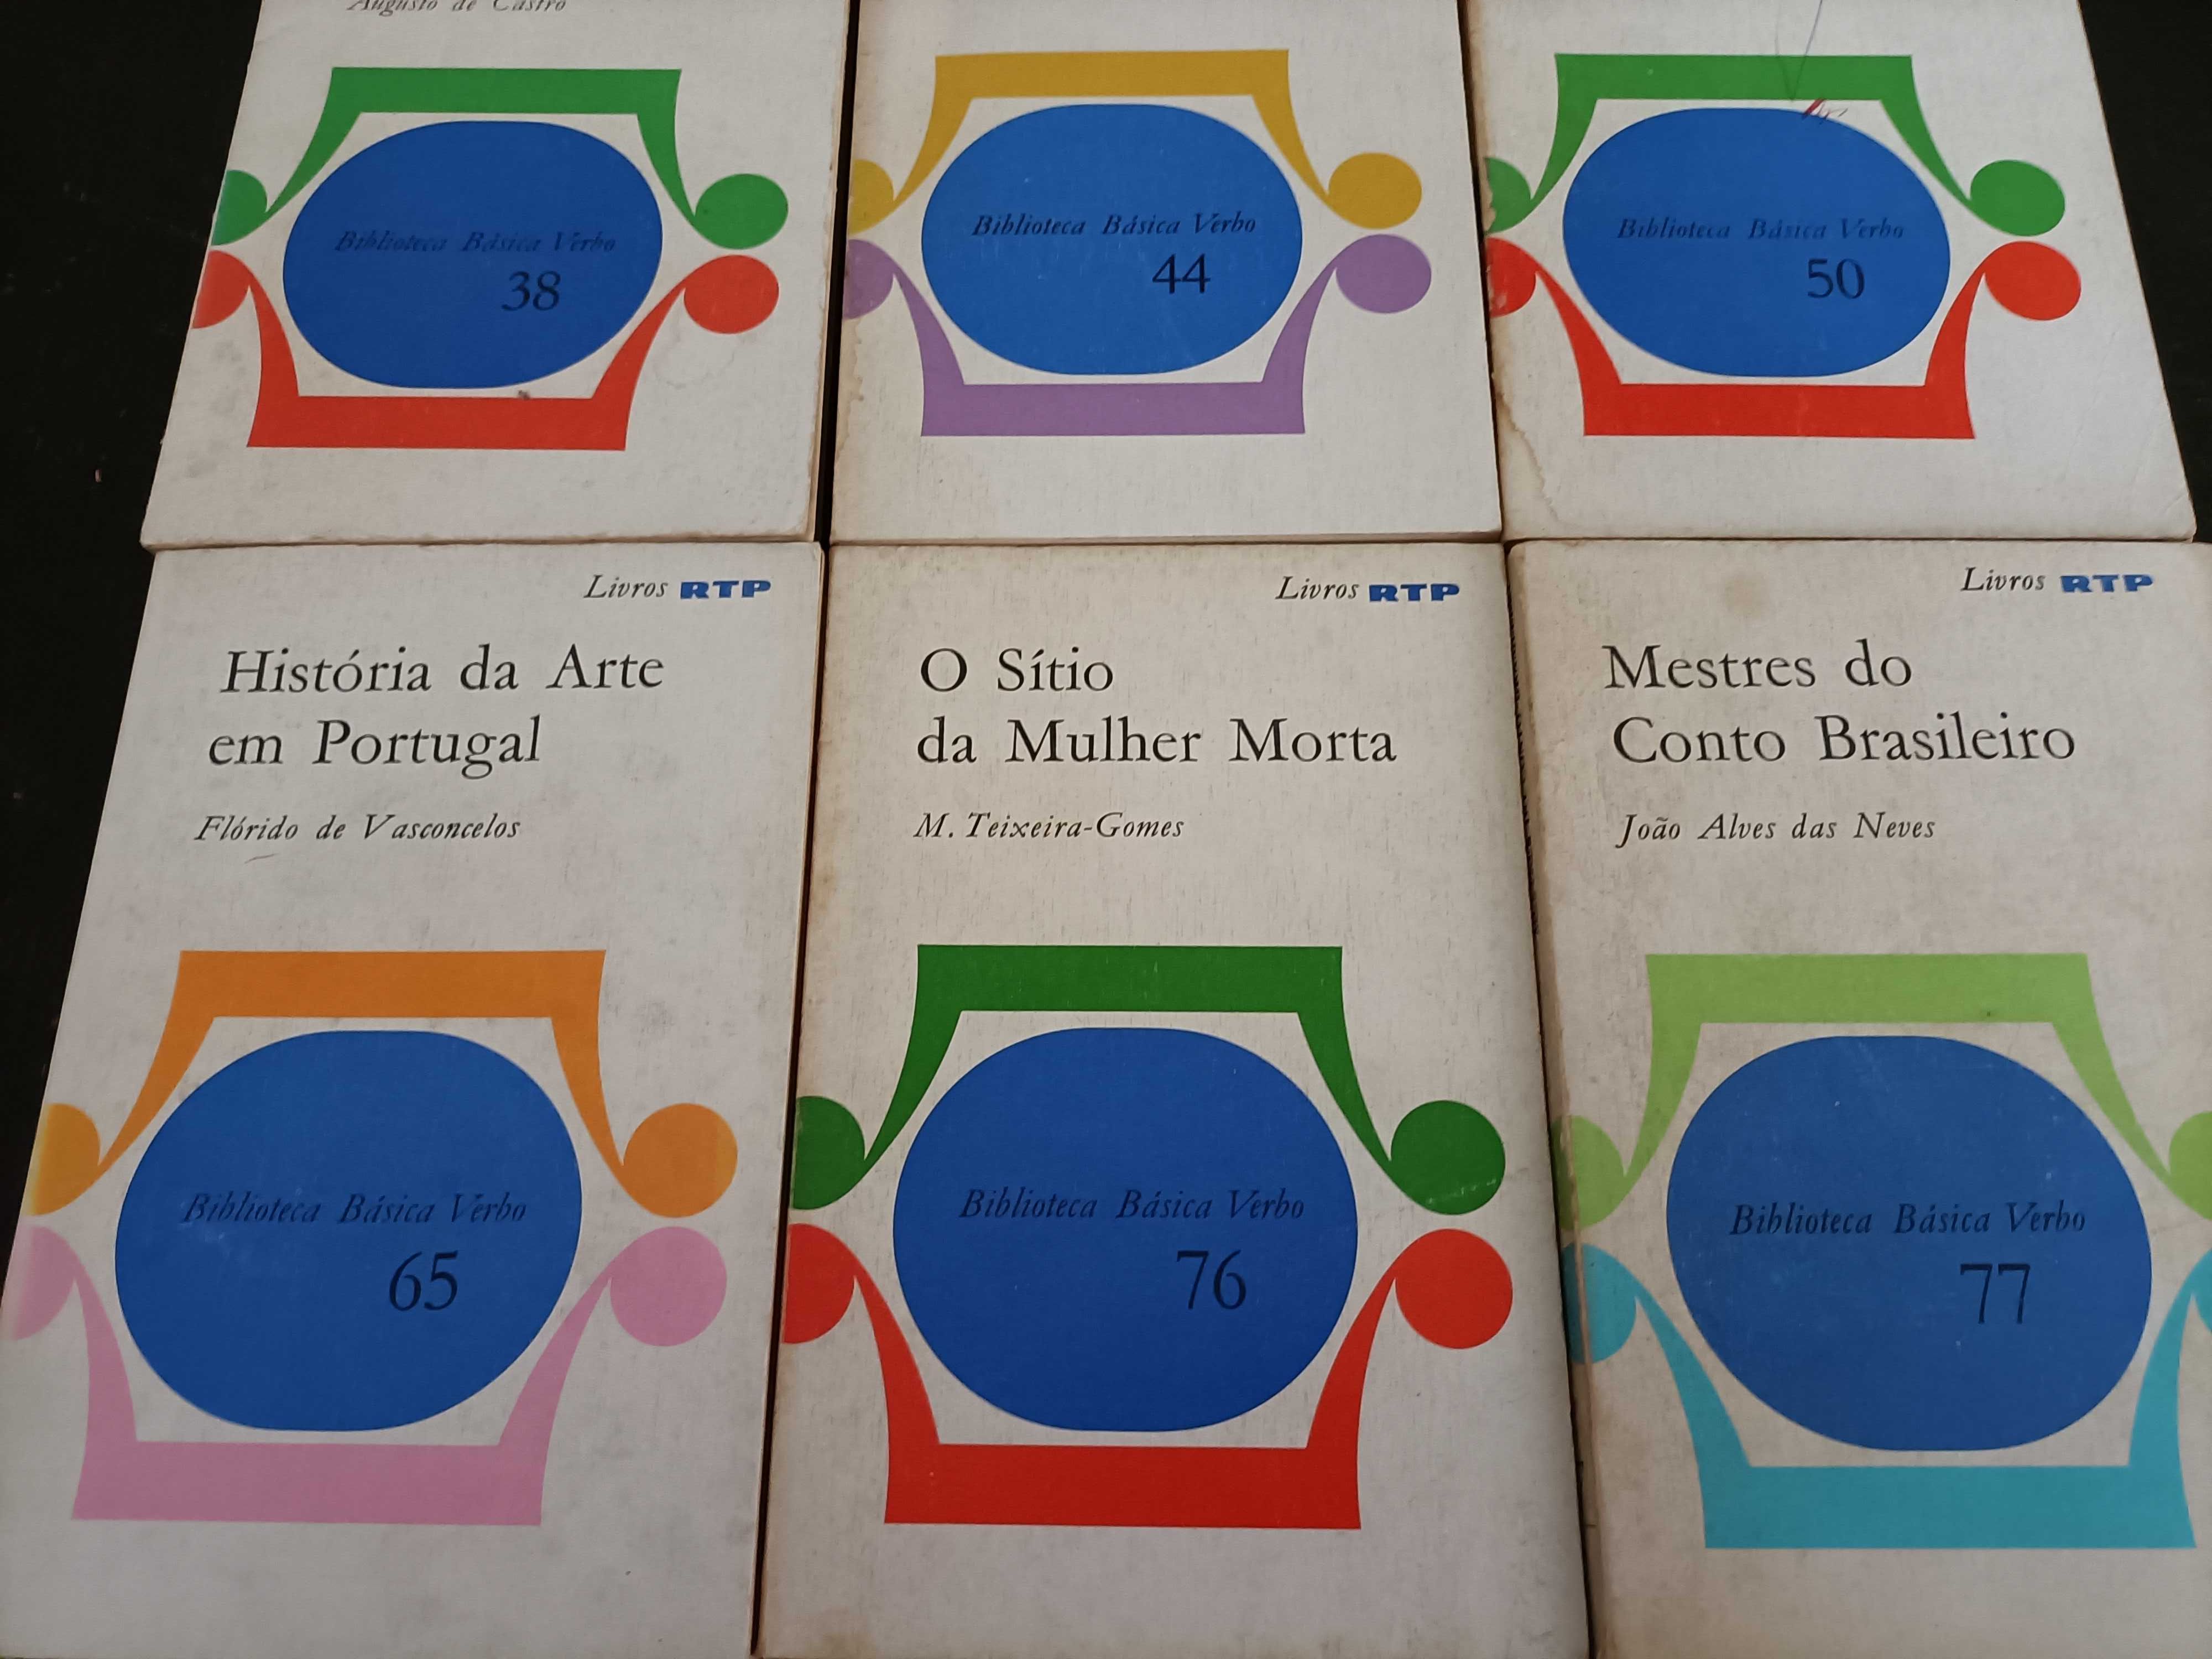 Augusto de Castro
Biblioteca Básica Verbo
38
Biblioteca Básica Verbo
44
Biblioteca Básica Verbo
50
Livros RTP
História da Arte
em Portugal
Flórido de Vasconcelos
Biblioteca Básica Verbo
65
Livros RTP
O Sítio
da Mulher Morta
M. Teixeira-Gomes
Biblioteca Básica Verbo
76
Livros RTP
Mestres do
Conto Brasileiro
João Alves das Neves
Biblioteca Básica Verbo
77